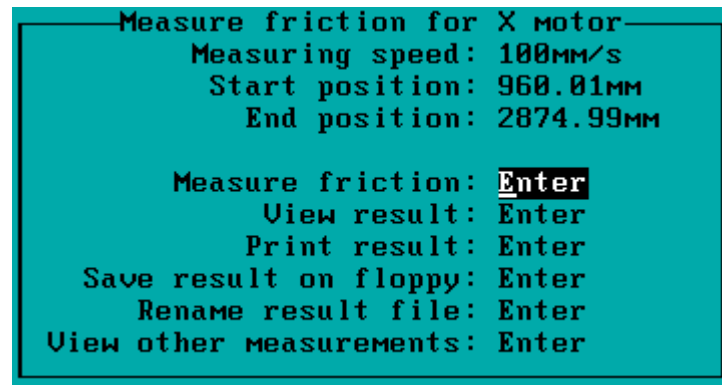 Measure friction for X motor
Measuring speed: 100mm/s
Start position: 960.01mm
End position: 2874.99mm
Measure friction: Enter
View result: Enter
Print result: Enter
Save result on floppy: Enter
Rename result file: Enter
View other measurements: Enter